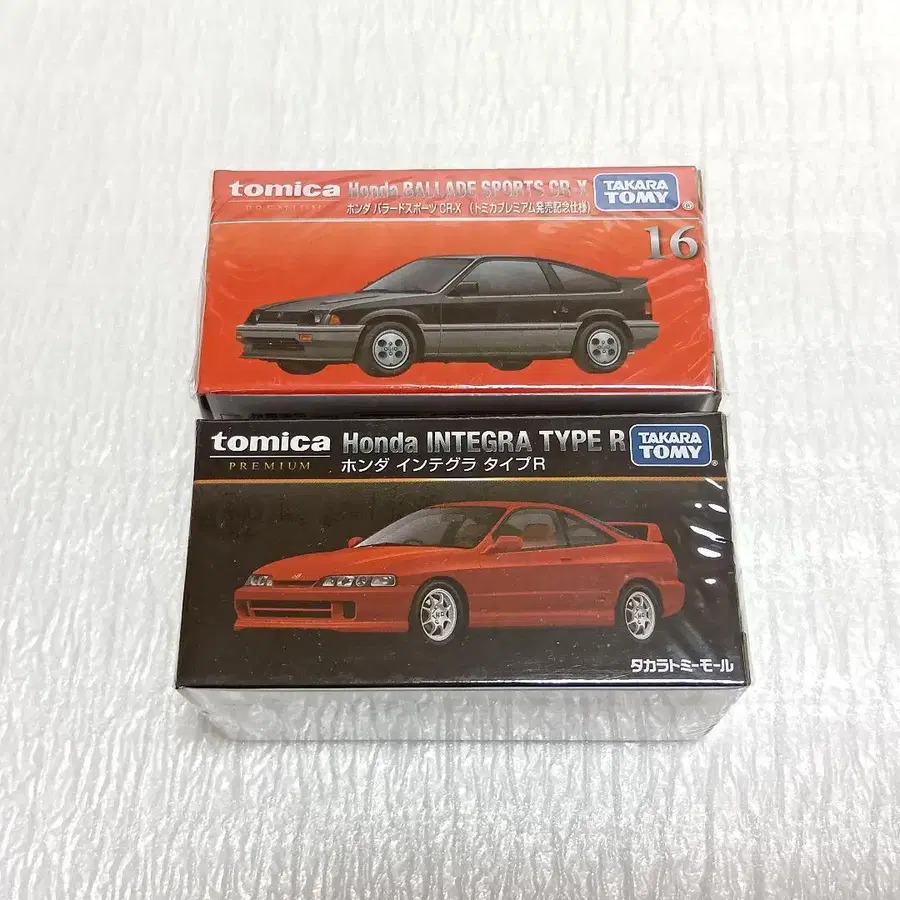 tomica Honda BALLADE SPORTS CR-X TAKARA TOMY
PREMIUM ホンダ バラードスポーツ CR-X (トミカプレミアム発売記念仕様)
16
tomica Honda INTEGRA TYPE R TAKARA TOMY
PREMIUM ホンダ インテグラ タイプR
タカラトミーモール